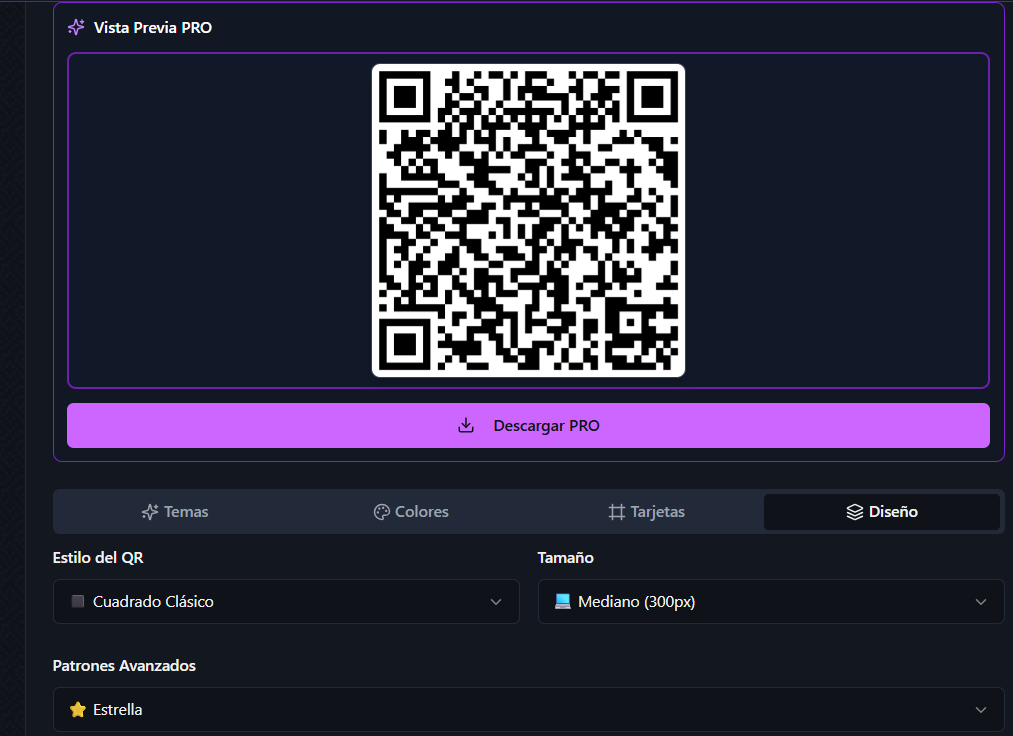 Vista Previa PRO
Descargar PRO
Temas
Colores
Tarjetas
Diseño
Estilo del QR
Tamaño
Cuadrado Clásico
Mediano (300px)
Patrones Avanzados
Estrella